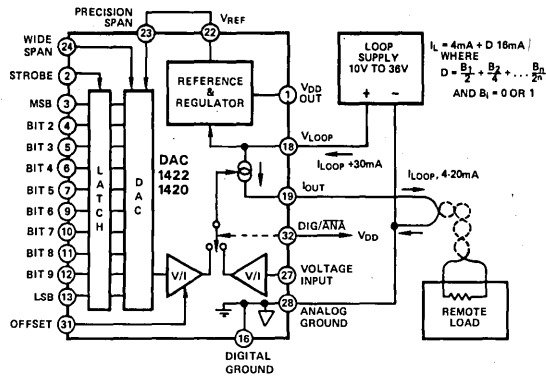 PRECISION
SPAN
VREF
WIDE
SPAN
24
23
22
STROBE
2
REFERENCE
&
REGULATOR
1
VDD
OUT
LOOP
SUPPLY
10V TO 36V
+ −
IL = 4mA + D 16mA
WHERE
D = B1/2 + B2/4 + ... Bn/2n
AND Bi = 0 OR 1
MSB 3
BIT 2 4
BIT 3 5
BIT 4 6
BIT 5 7
BIT 6 9
BIT 7 10
BIT 8 11
BIT 9 12
LSB 13
OFFSET 31
LATCH
DAC
DAC
1422
1420
V/I
V/I
18
VLOOP
ILOOP +30mA
19
IOUT
ILOOP, 4-20mA
32
DIG/ANA
VDD
27
VOLTAGE
INPUT
28
ANALOG
GROUND
16
DIGITAL
GROUND
REMOTE
LOAD